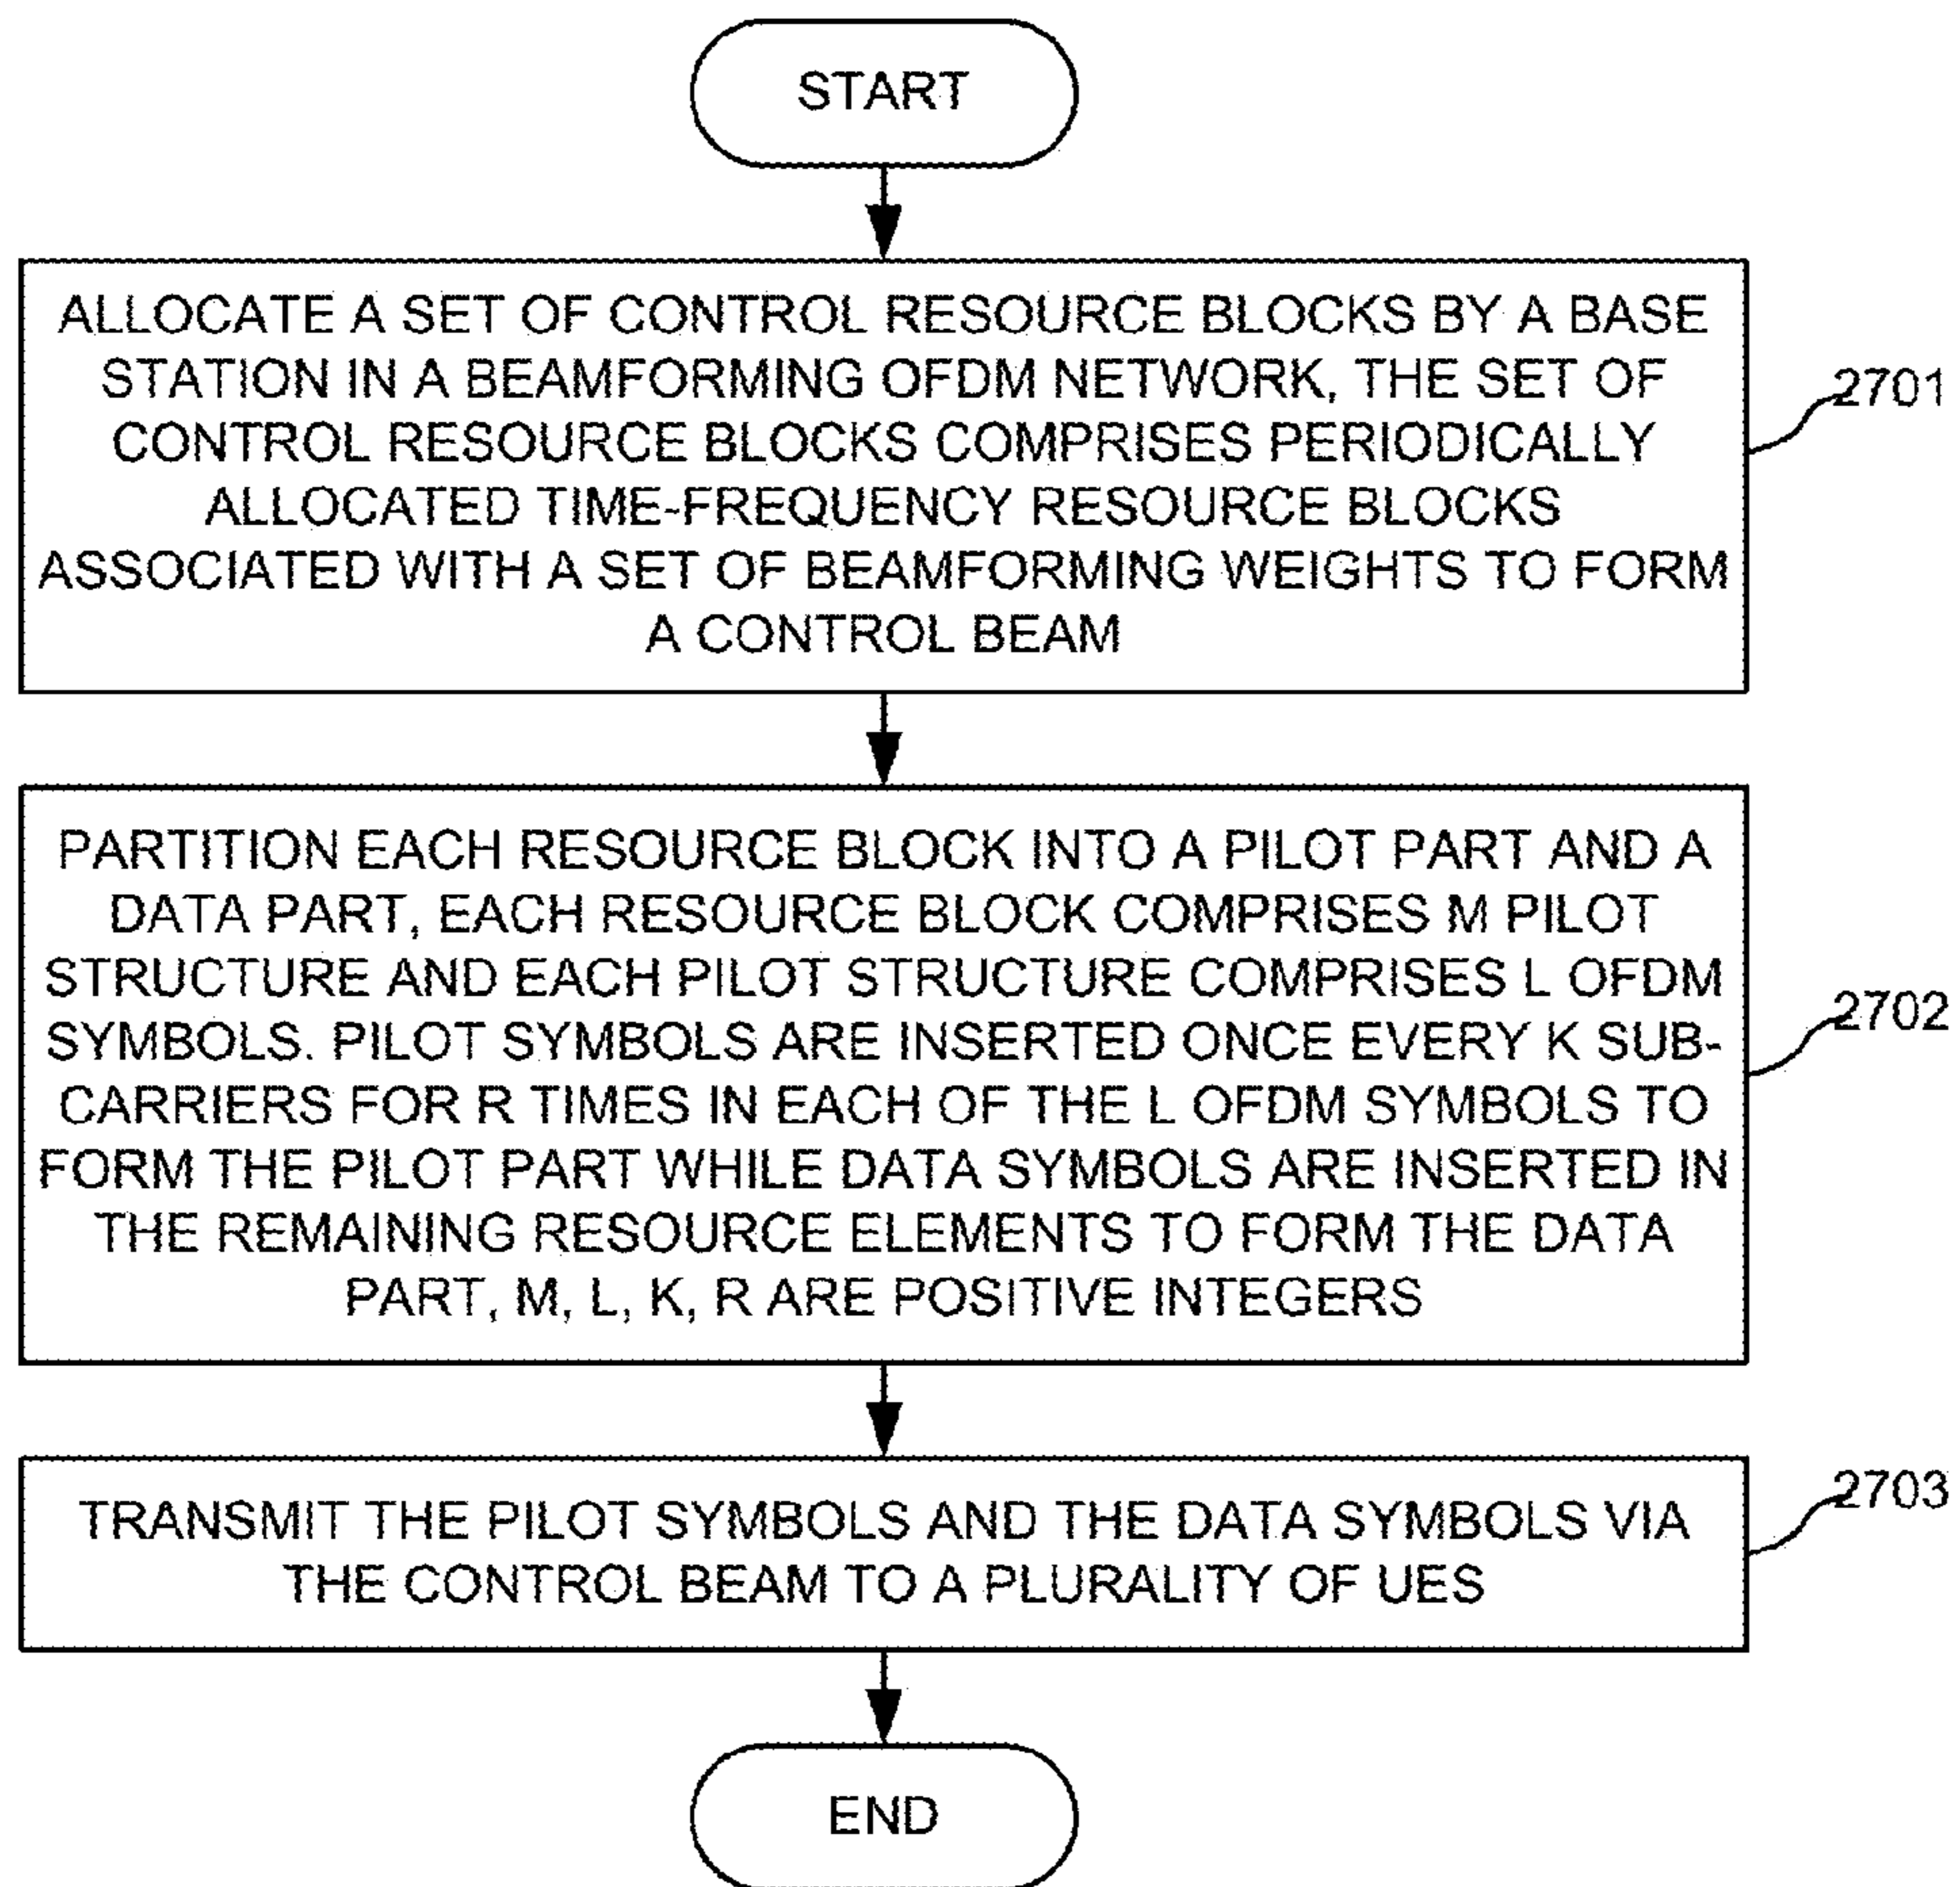 START
ALLOCATE A SET OF CONTROL RESOURCE BLOCKS BY A BASE
STATION IN A BEAMFORMING OFDM NETWORK, THE SET OF
CONTROL RESOURCE BLOCKS COMPRISES PERIODICALLY
ALLOCATED TIME-FREQUENCY RESOURCE BLOCKS
ASSOCIATED WITH A SET OF BEAMFORMING WEIGHTS TO FORM
A CONTROL BEAM
2701
PARTITION EACH RESOURCE BLOCK INTO A PILOT PART AND A
DATA PART, EACH RESOURCE BLOCK COMPRISES M PILOT
STRUCTURE AND EACH PILOT STRUCTURE COMPRISES L OFDM
SYMBOLS. PILOT SYMBOLS ARE INSERTED ONCE EVERY K SUB-
CARRIERS FOR R TIMES IN EACH OF THE L OFDM SYMBOLS TO
FORM THE PILOT PART WHILE DATA SYMBOLS ARE INSERTED IN
THE REMAINING RESOURCE ELEMENTS TO FORM THE DATA
PART, M, L, K, R ARE POSITIVE INTEGERS
2702
TRANSMIT THE PILOT SYMBOLS AND THE DATA SYMBOLS VIA
THE CONTROL BEAM TO A PLURALITY OF UES
2703
END